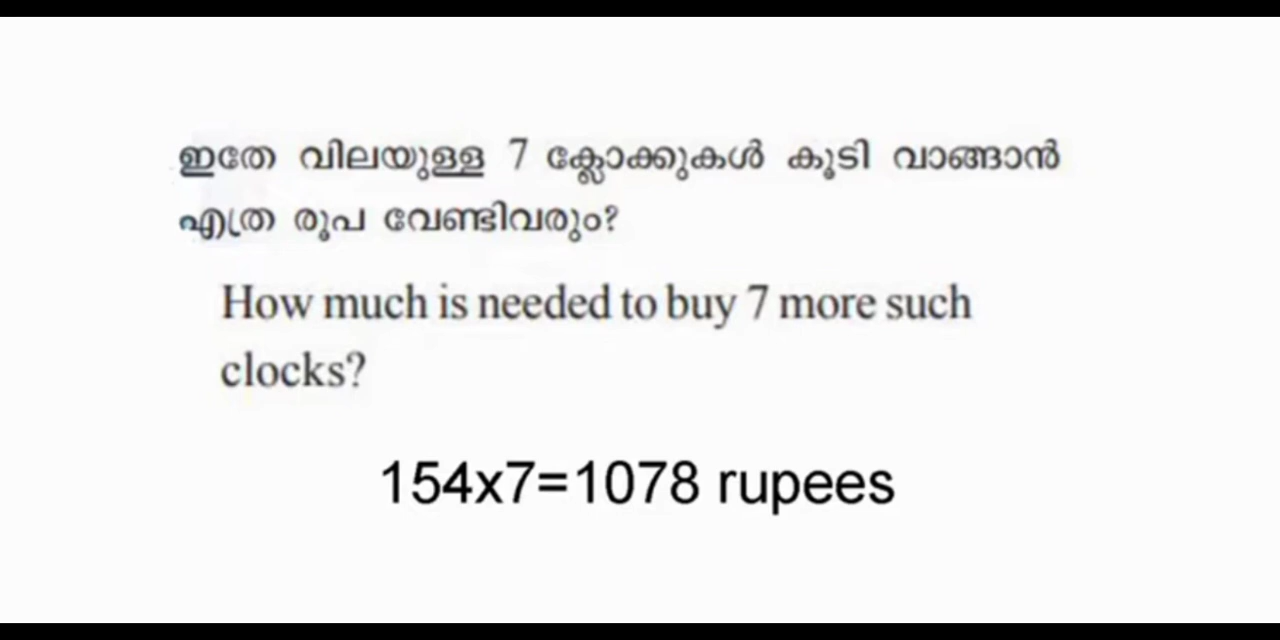 ഇതേ വിലയുള്ള 7 ക്ലോക്കുകൾ കൂടി വാങ്ങാൻ
എത്ര രൂപ വേണ്ടിവരും?
How much is needed to buy 7 more such
clocks?
154x7=1078 rupees